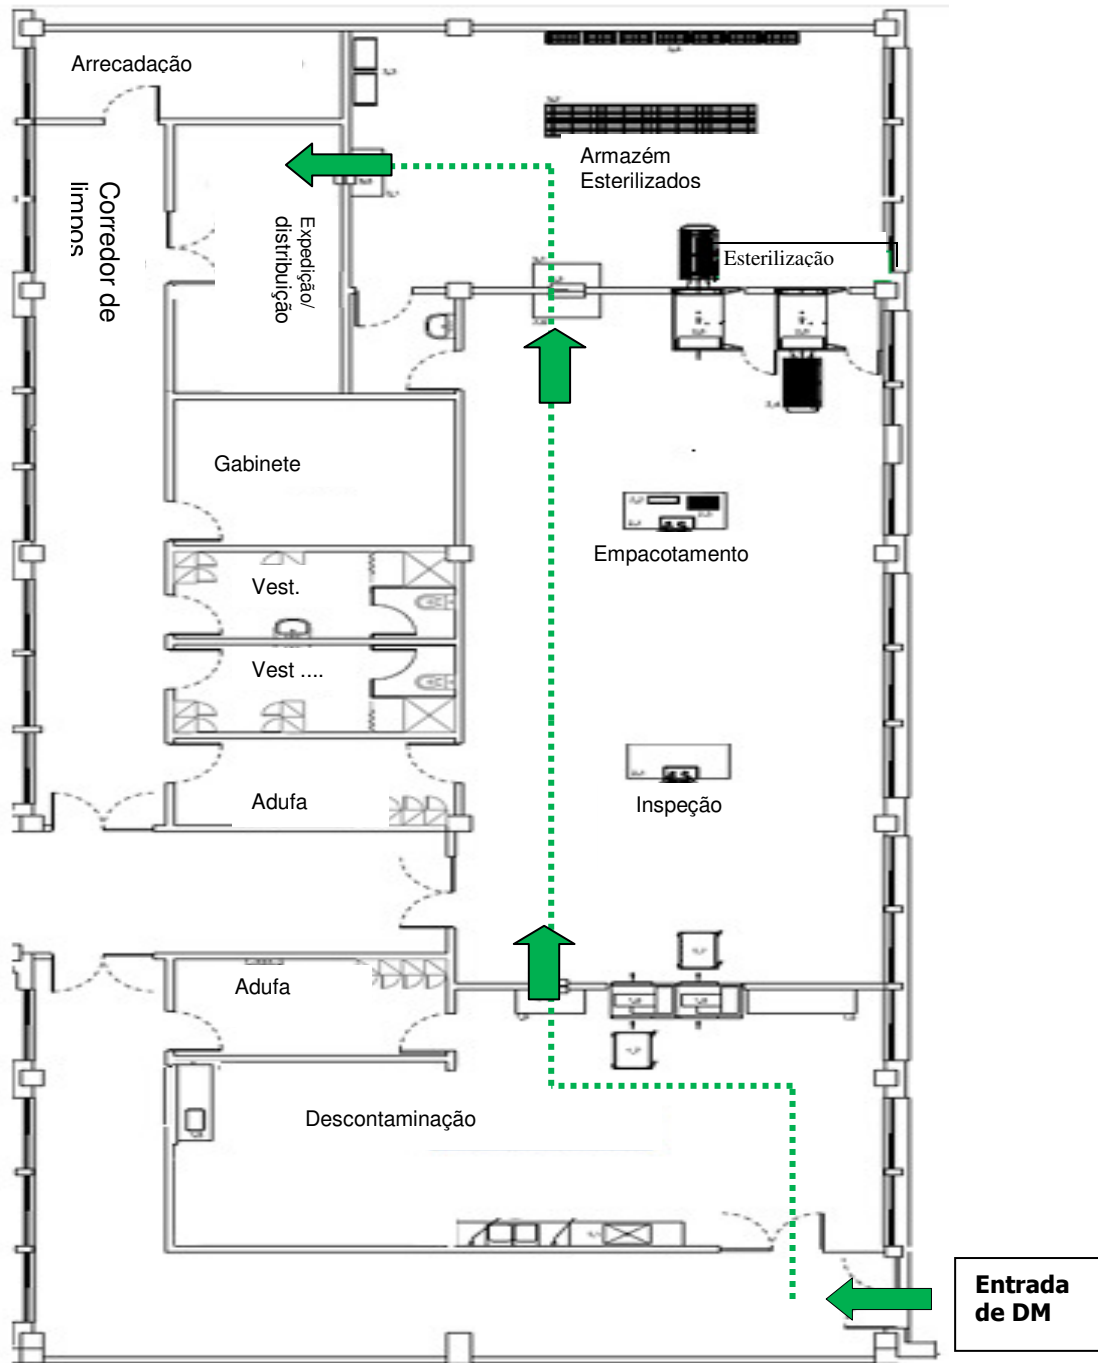 Arrecadação
Armazém
Esterilizados
Corredor de
limpos
Expedição/
distribuição
Esterilização
Gabinete
Empacotamento
Vest.
Vest ....
Adufa
Inspeção
Adufa
Descontaminação
Entrada
de DM